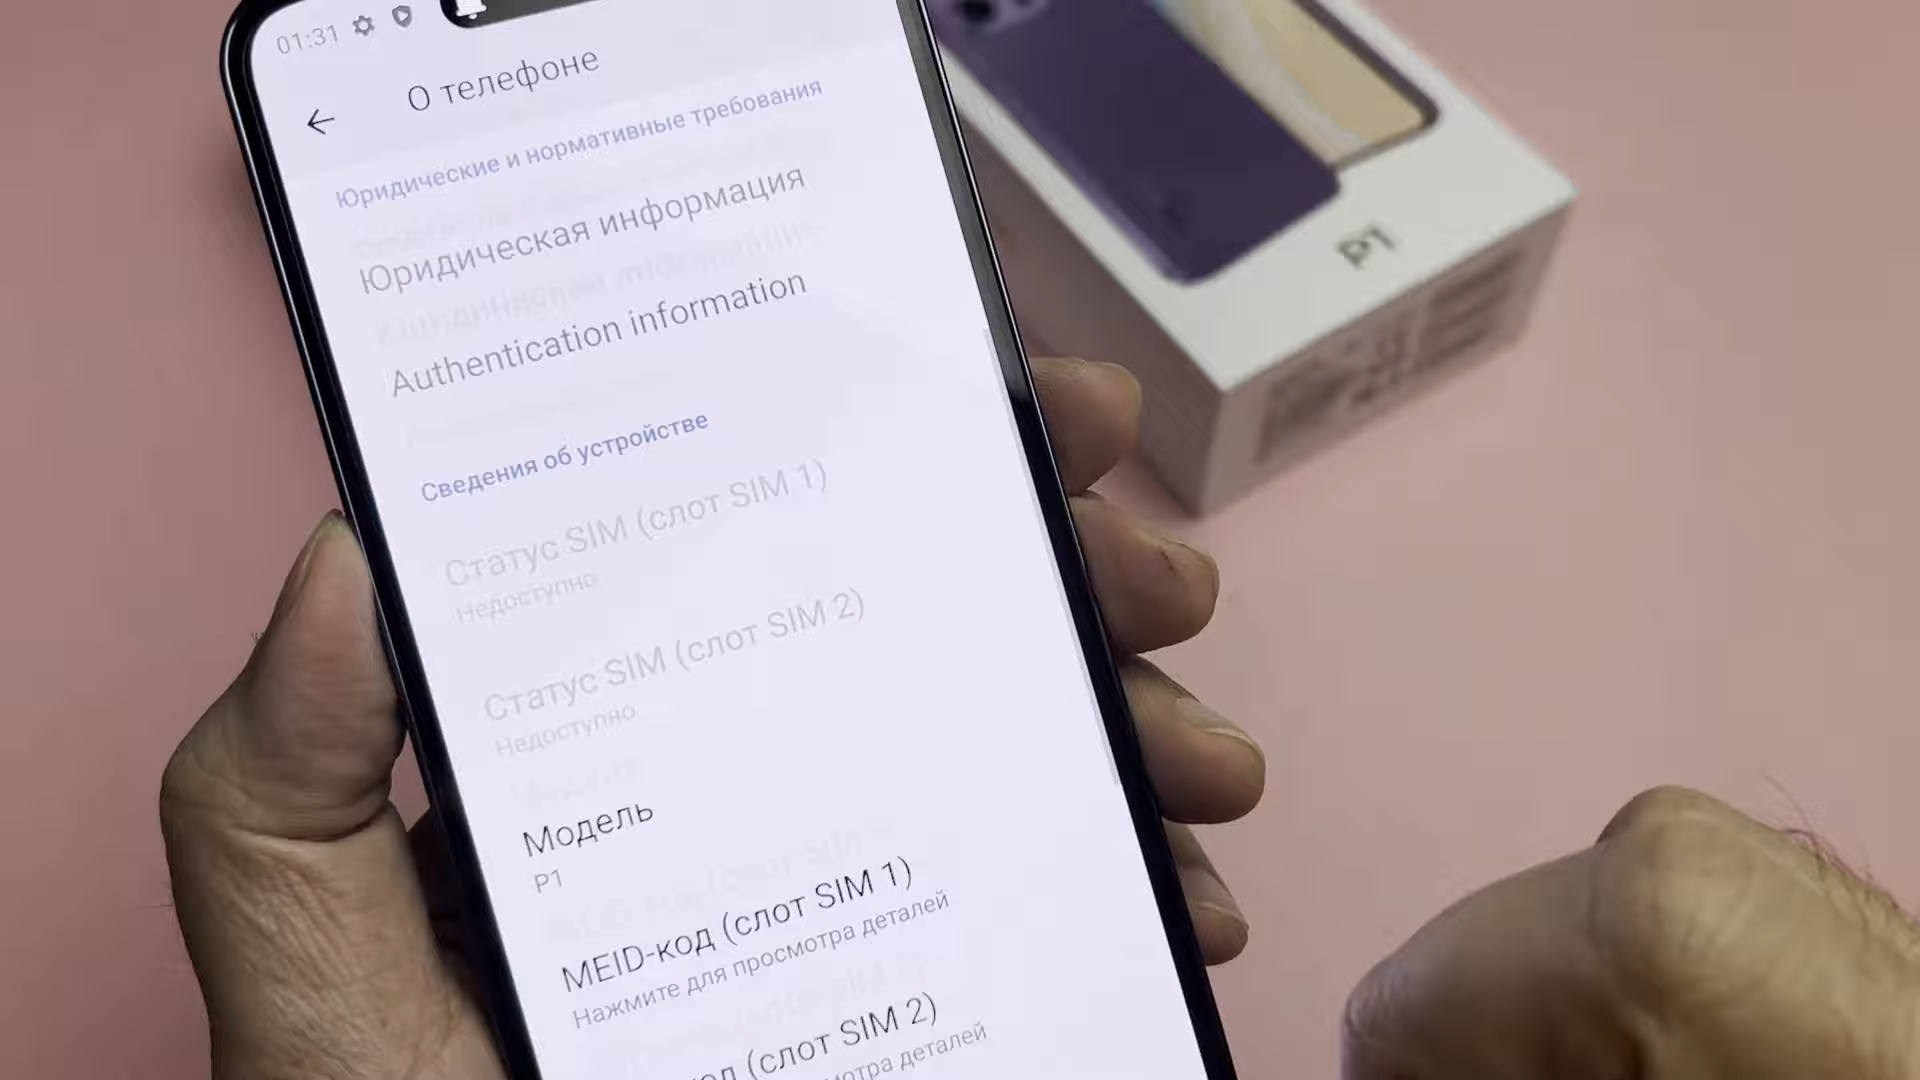 01:31
О телефоне
Юридические и нормативные требования
Юридическая информация
Authentication information
Сведения об устройстве
Статус SIM (слот SIM 1)
Недоступно
Статус SIM (слот SIM 2)
Недоступно
Модель
P1
MEID-код (слот SIM 1)
Нажмите для просмотра деталей
(слот SIM 2)
деталей
P1